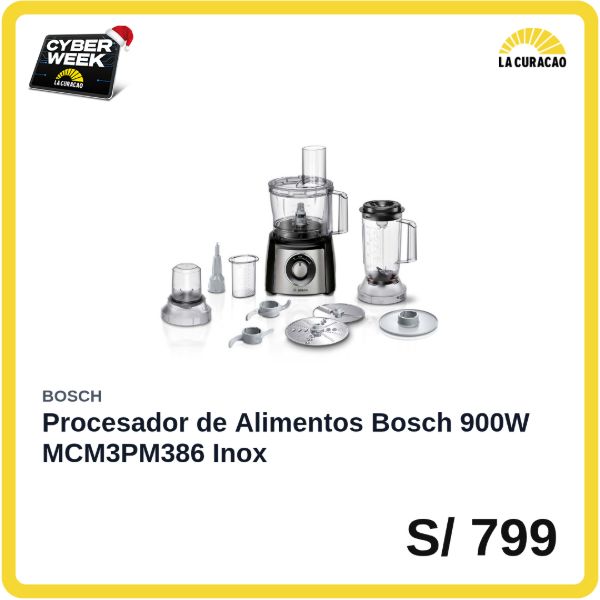 CYBER
WEEK
LA CURACAO
LA CURACAO
BOSCH
Procesador de Alimentos Bosch 900W
MCM3PM386 Inox
S/ 799